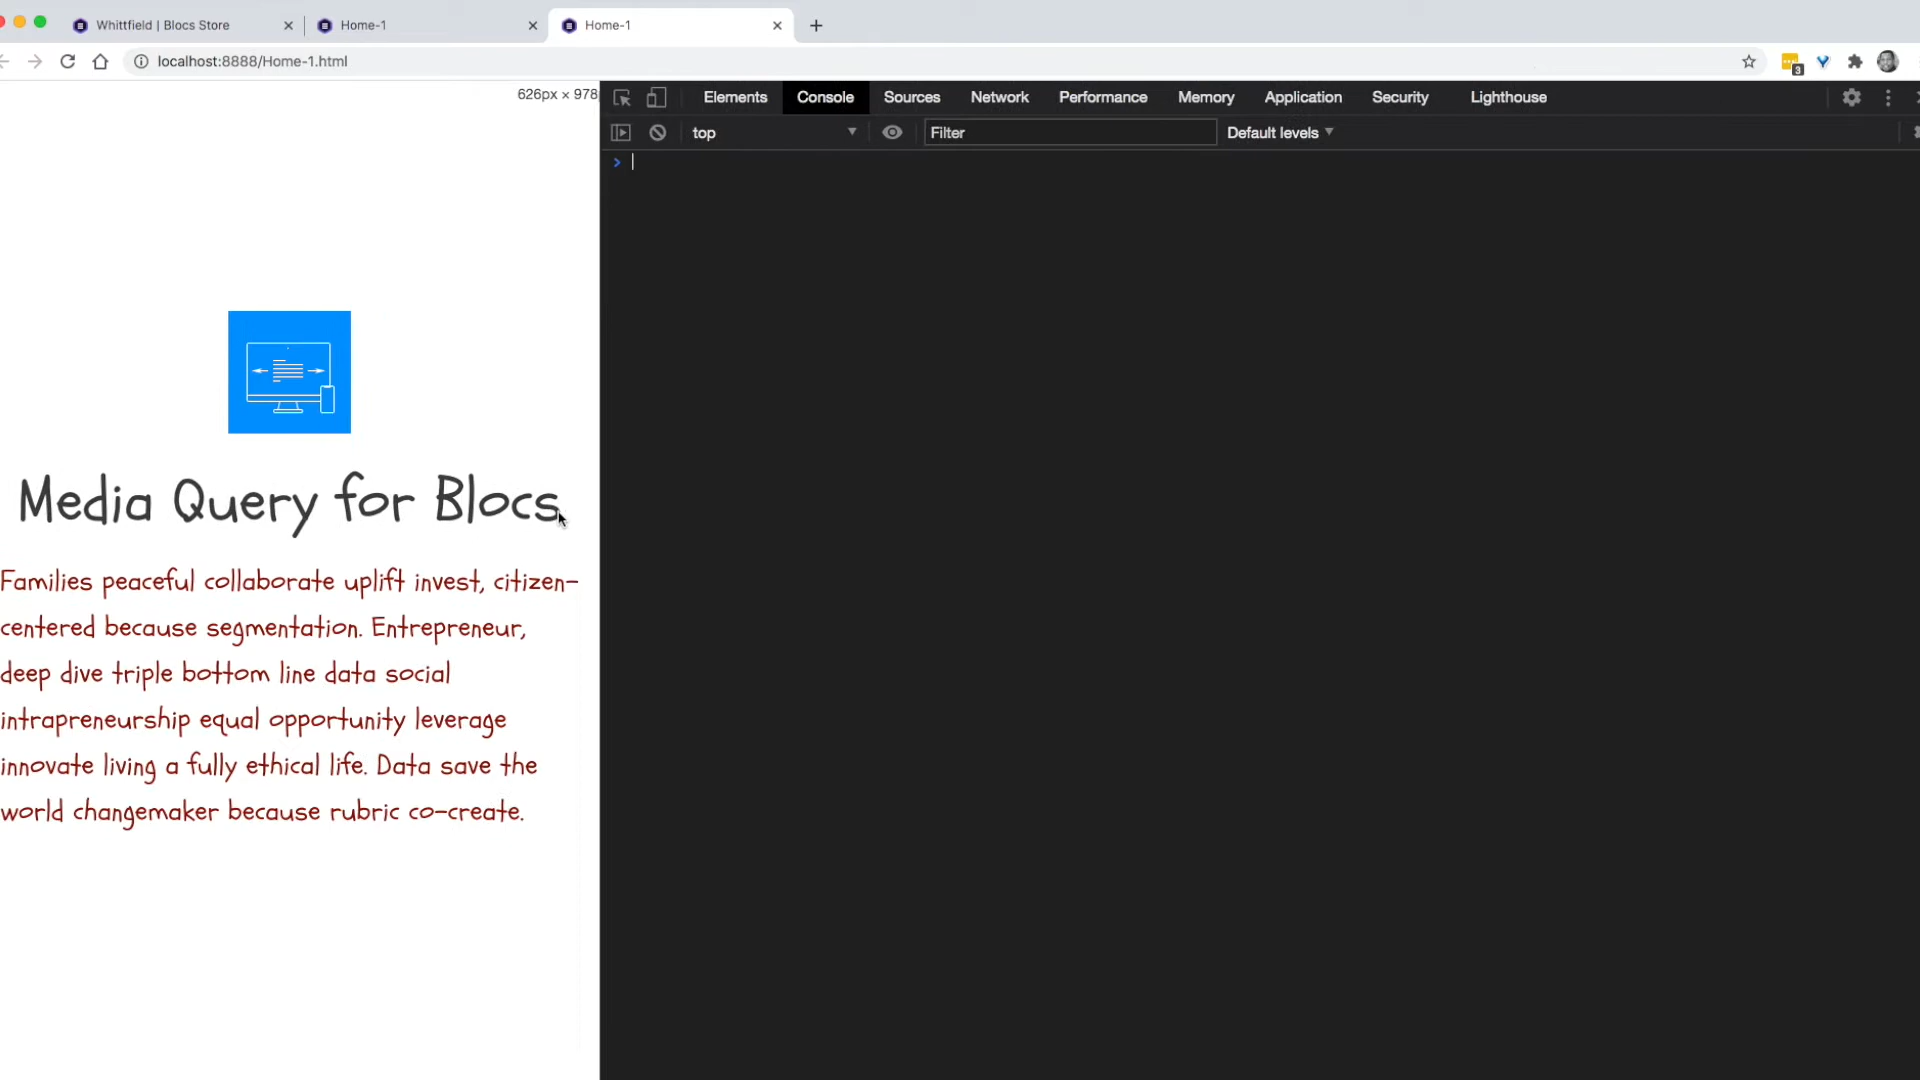 Whittfield | Blocs Store
Home-1
Home-1
localhost:8888/Home-1.html
3
626px × 978
Elements
Console
Sources
Network
Performance
Memory
Application
Security
Lighthouse
top
Filter
Default levels
Media Query for Blocs
Families peaceful collaborate uplift invest, citizen-
centered because segmentation. Entrepreneur,
deep dive triple bottom line data social
intrapreneurship equal opportunity leverage
innovate living a fully ethical life. Data save the
world changemaker because rubric co-create.